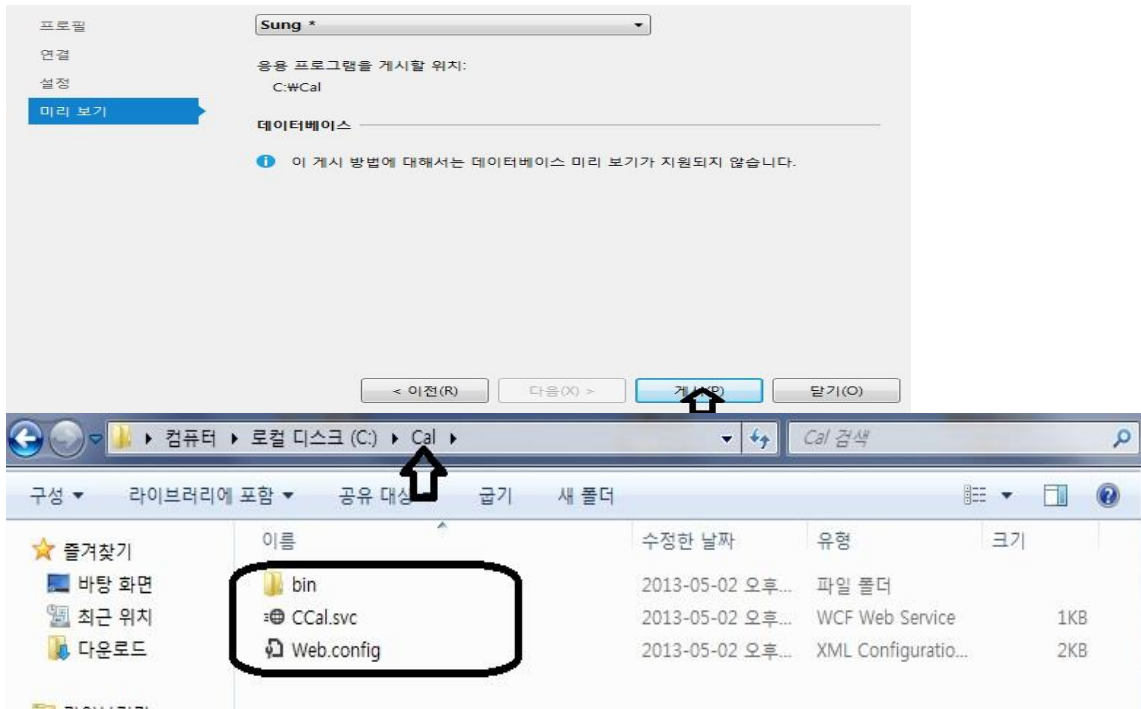 프로필
연결
설정
미리 보기
Sung *
응용 프로그램을 게시할 위치:
C:₩Cal
데이터베이스
이 게시 방법에 대해서는 데이터베이스 미리 보기가 지원되지 않습니다.
< 이전(R) 다음(X) > 닫기(O)
컴퓨터 로컬 디스크 (C:) Cal
Cal 검색
구성 라이브러리에 포함 공유 대상 굽기 새 폴더
이름 수정한 날짜 유형 크기
즐겨찾기
바탕 화면
최근 위치
다운로드
bin 2013-05-02 오후... 파일 폴더
CCal.svc 2013-05-02 오후... WCF Web Service 1KB
Web.config 2013-05-02 오후... XML Configuratio... 2KB